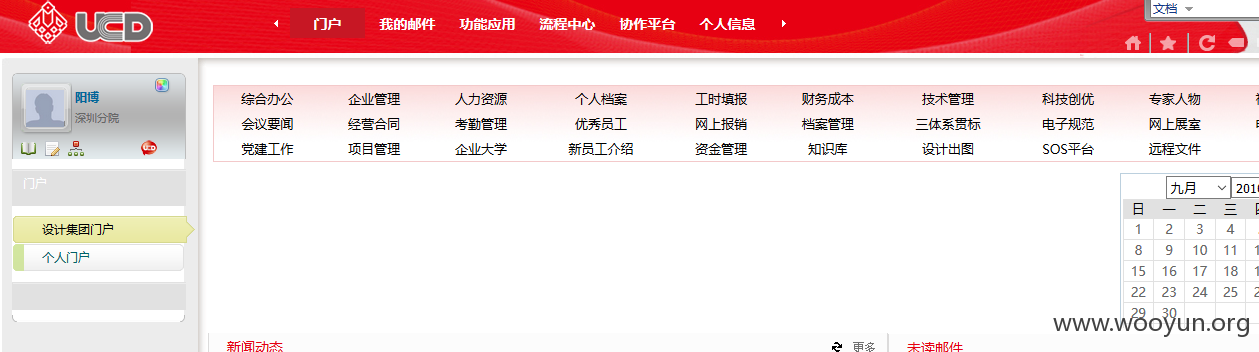 文档
UCD
门户 我的邮件 功能应用 流程中心 协作平台 个人信息
阳博
深圳分院
门户
设计集团门户
个人门户
综合办公 企业管理 人力资源 个人档案 工时填报 财务成本 技术管理 科技创优 专家人物
会议要闻 经营合同 考勤管理 优秀员工 网上报销 档案管理 三体系贯标 电子规范 网上展室
党建工作 项目管理 企业大学 新员工介绍 资金管理 知识库 设计出图 SOS平台 远程文件
九月 201
日 一 二 三
1 2 3 4
8 9 10 11
15 16 17 18
22 23 24 25
29 30
www.wooyun.org
新闻动态 更多 未读邮件